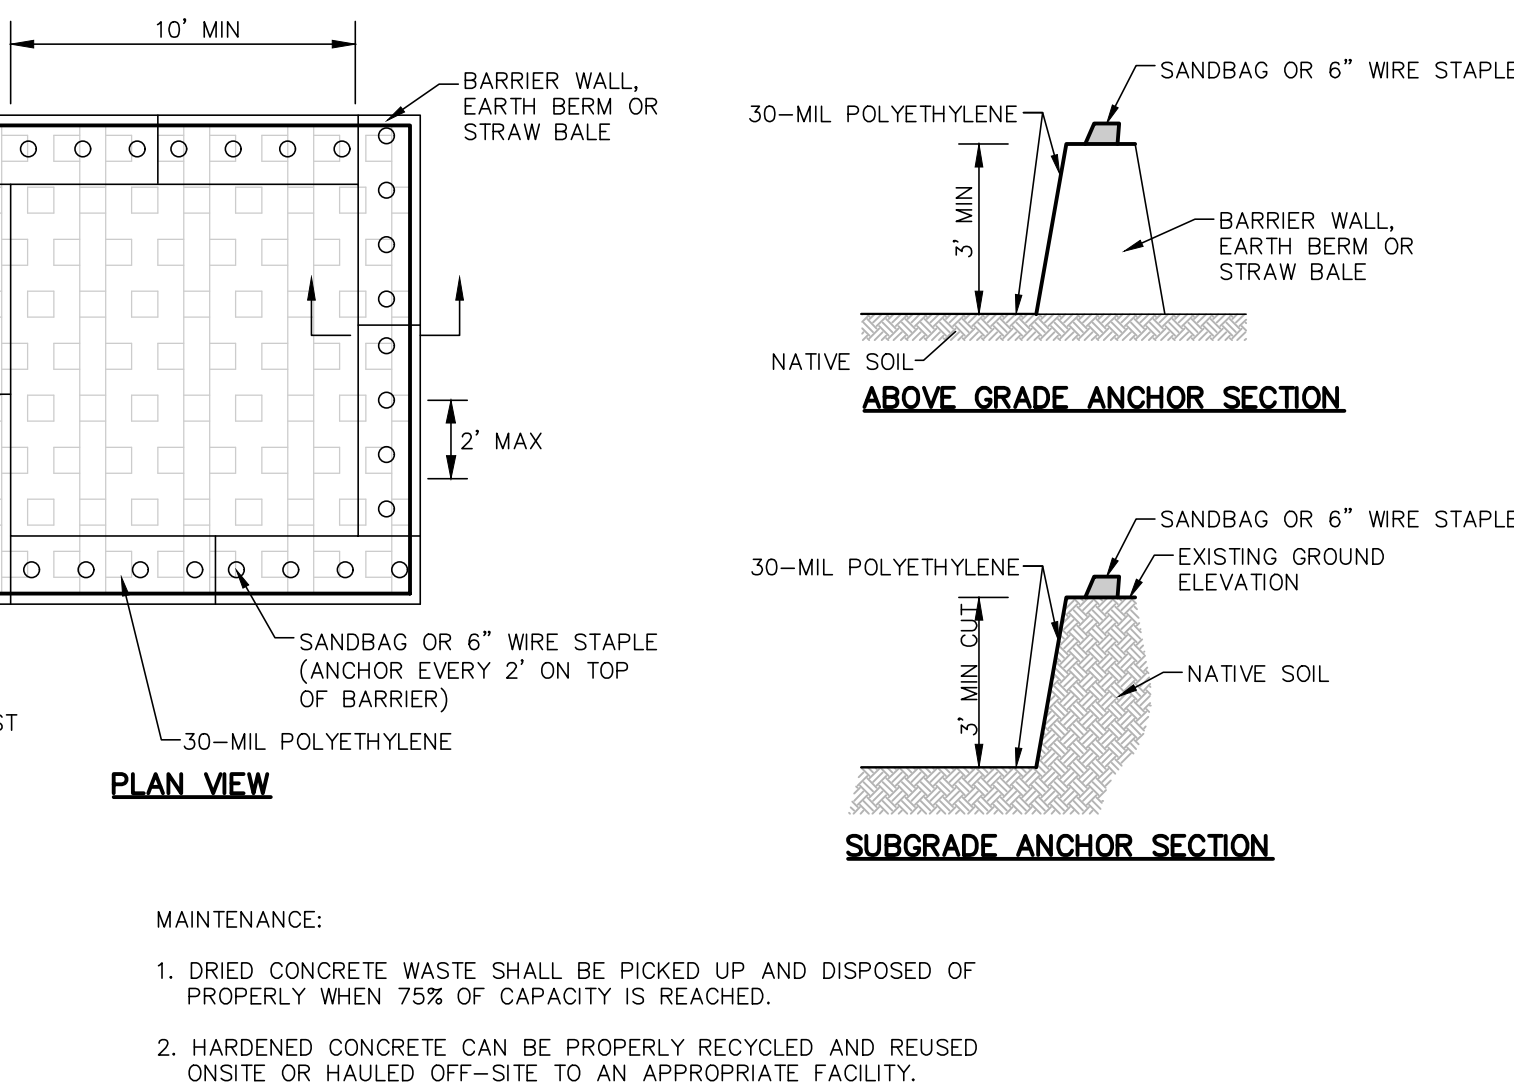 10' MIN
BARRIER WALL,
EARTH BERM OR
STRAW BALE
2' MAX
SANDBAG OR 6" WIRE STAPLE
(ANCHOR EVERY 2' ON TOP
OF BARRIER)
30-MIL POLYETHYLENE
PLAN VIEW
SANDBAG OR 6" WIRE STAPLE
30-MIL POLYETHYLENE
3' MIN
BARRIER WALL,
EARTH BERM OR
STRAW BALE
NATIVE SOIL
ABOVE GRADE ANCHOR SECTION
SANDBAG OR 6" WIRE STAPLE
EXISTING GROUND
ELEVATION
30-MIL POLYETHYLENE
3' MIN CUT
NATIVE SOIL
SUBGRADE ANCHOR SECTION
MAINTENANCE:
1. DRIED CONCRETE WASTE SHALL BE PICKED UP AND DISPOSED OF
PROPERLY WHEN 75% OF CAPACITY IS REACHED.
2. HARDENED CONCRETE CAN BE PROPERLY RECYCLED AND REUSED
ONSITE OR HAULED OFF-SITE TO AN APPROPRIATE FACILITY.